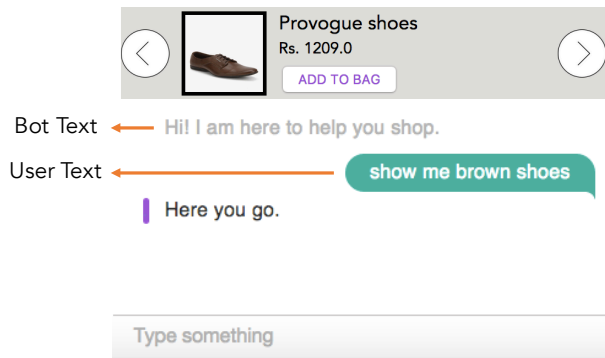 Provogue shoes
Rs. 1209.0
ADD TO BAG
Bot Text
Hi! I am here to help you shop.
User Text
show me brown shoes
Here you go.
Type something